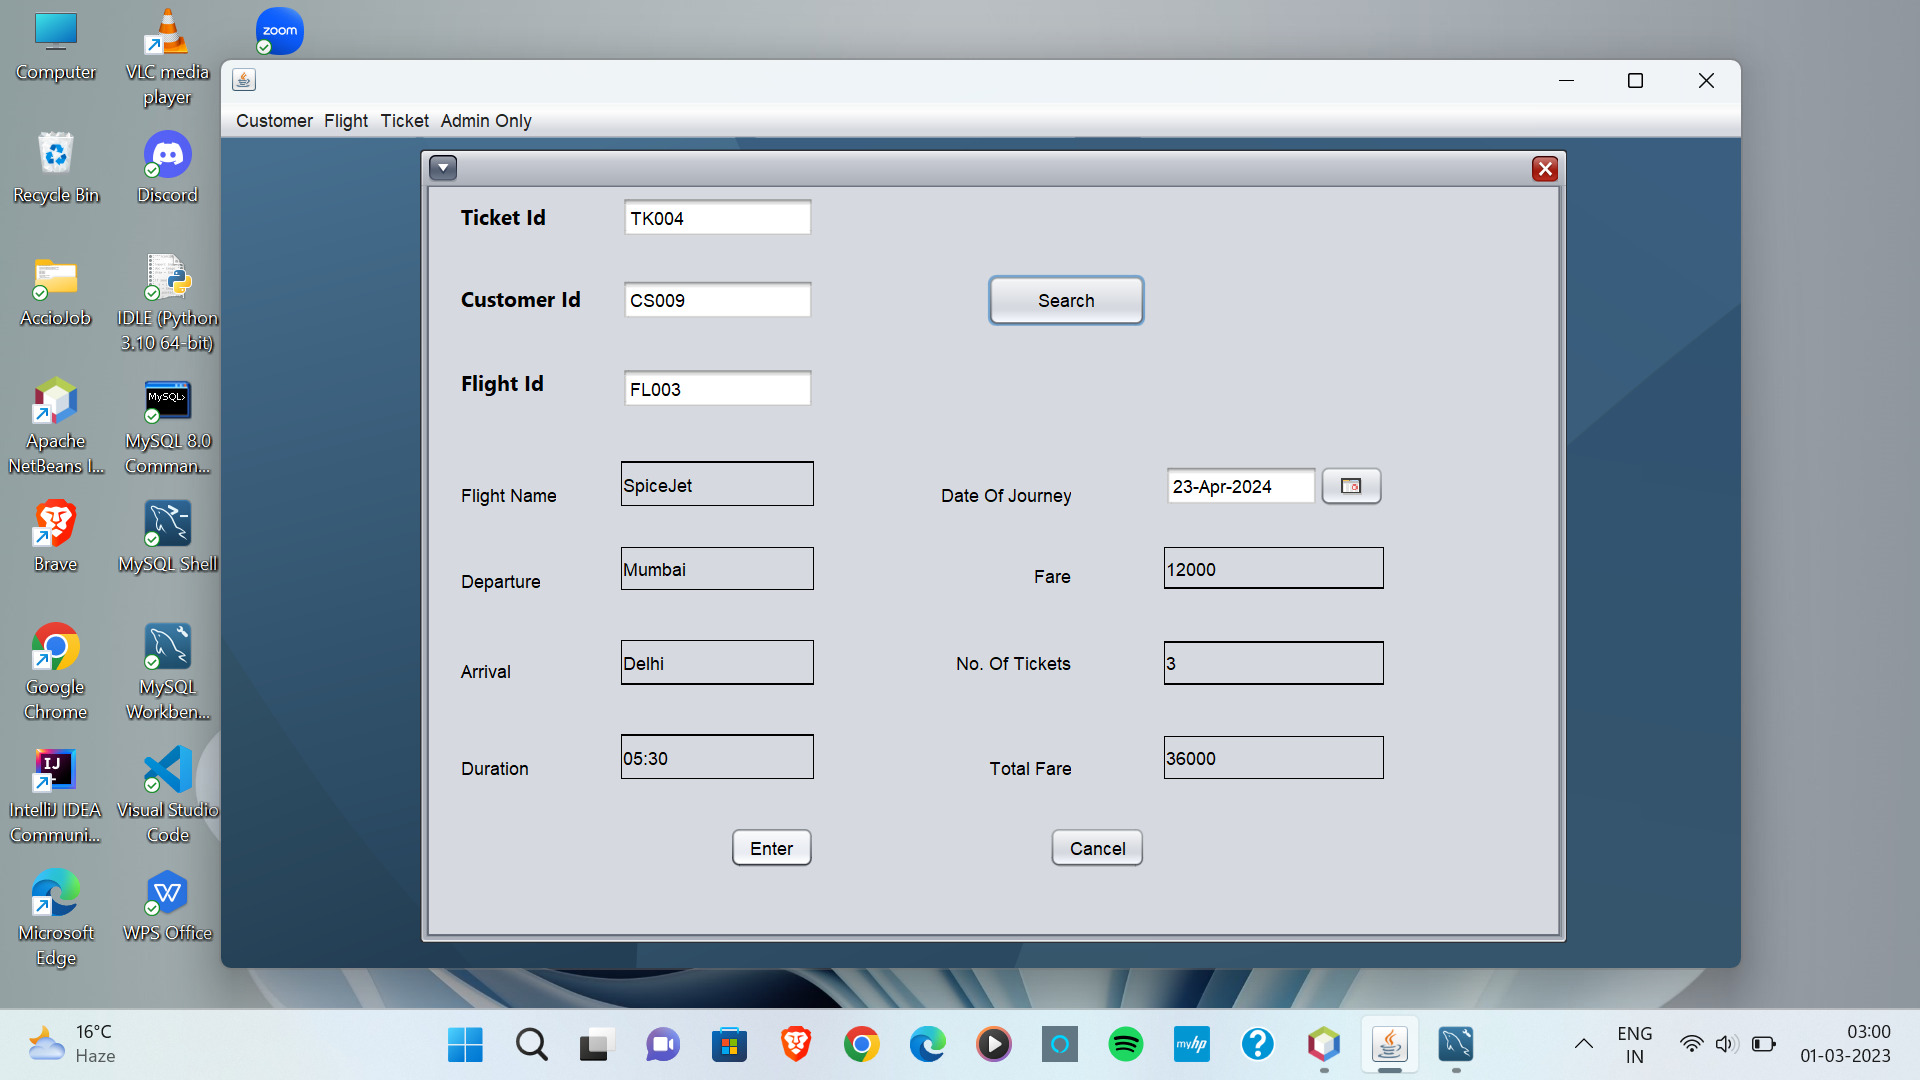 Computer
VLC media
player
zoom
Recycle Bin
Discord
AccioJob
IDLE (Python
3.10 64-bit)
Apache
NetBeans I...
MySQL>
MySQL 8.0
Comman...
Brave
MySQL Shell
Google
Chrome
MySQL
Workben...
IJ
IntelliJ IDEA
Communi...
Visual Studio
Code
Microsoft
Edge
W
WPS Office
Customer Flight Ticket Admin Only
Ticket Id TK004
Customer Id CS009 Search
Flight Id FL003
Flight Name SpiceJet Date Of Journey 23-Apr-2024
Departure Mumbai Fare 12000
Arrival Delhi No. Of Tickets 3
Duration 05:30 Total Fare 36000
Enter Cancel
16°C
Haze
myhp
?
ENG
IN
03:00
01-03-2023